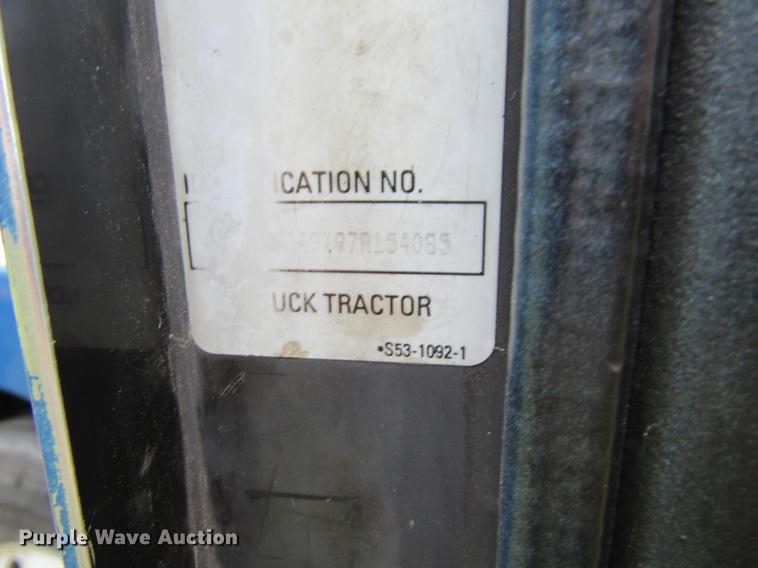 ICATION NO.
UCK TRACTOR
•S53-1092-1
Purple Wave Auction®